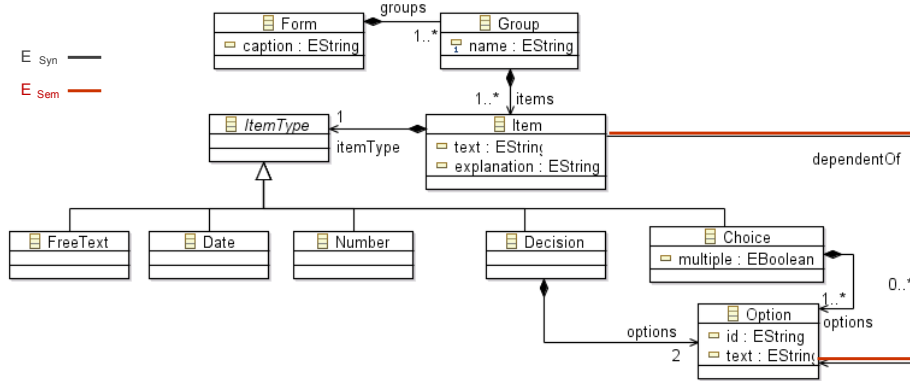 groups
Form
Group
caption : EString
1..*
name : EString
E Syn
E Sem
1..*
items
ItemType
1
Item
itemType
text : EString
explanation : EString
dependentOf
FreeText
Date
Number
Decision
Choice
multiple : EBoolean
0..*
1..*
Option
options
options
id : EString
2
text : EString